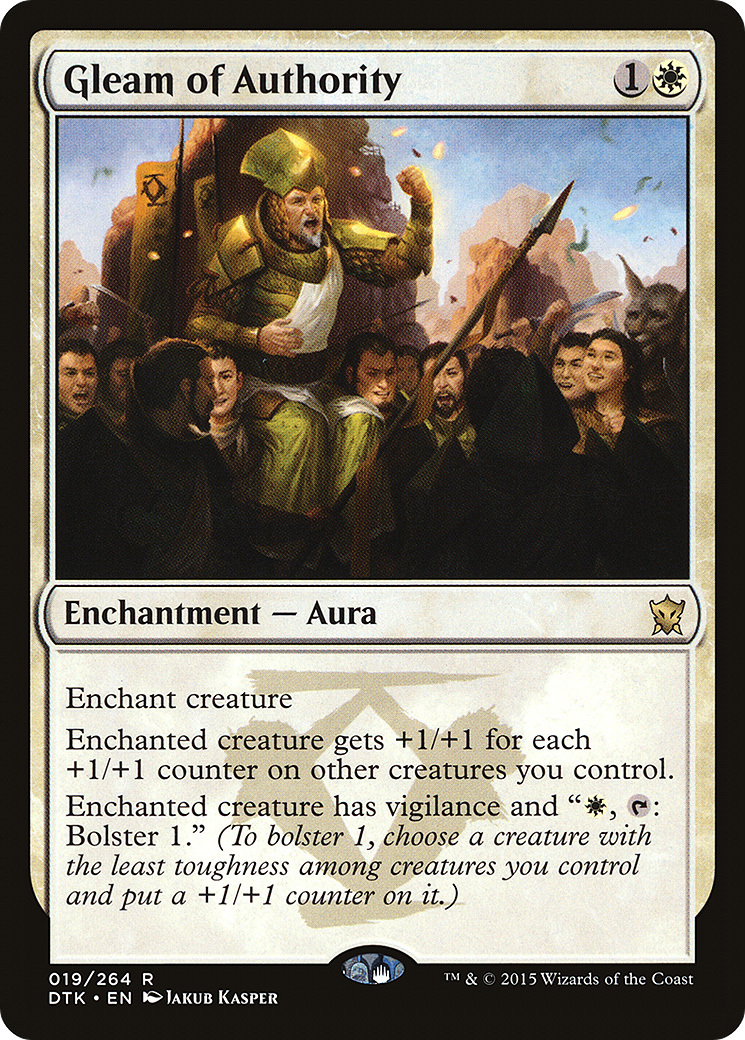 Gleam of Authority 1
Enchantment — Aura
Enchant creature
Enchanted creature gets +1/+1 for each
+1/+1 counter on other creatures you control.
Enchanted creature has vigilance and “, :
Bolster 1.” (To bolster 1, choose a creature with
the least toughness among creatures you control
and put a +1/+1 counter on it.)
019/264 R
DTK • EN Jakub Kasper
™ & © 2015 Wizards of the Coast